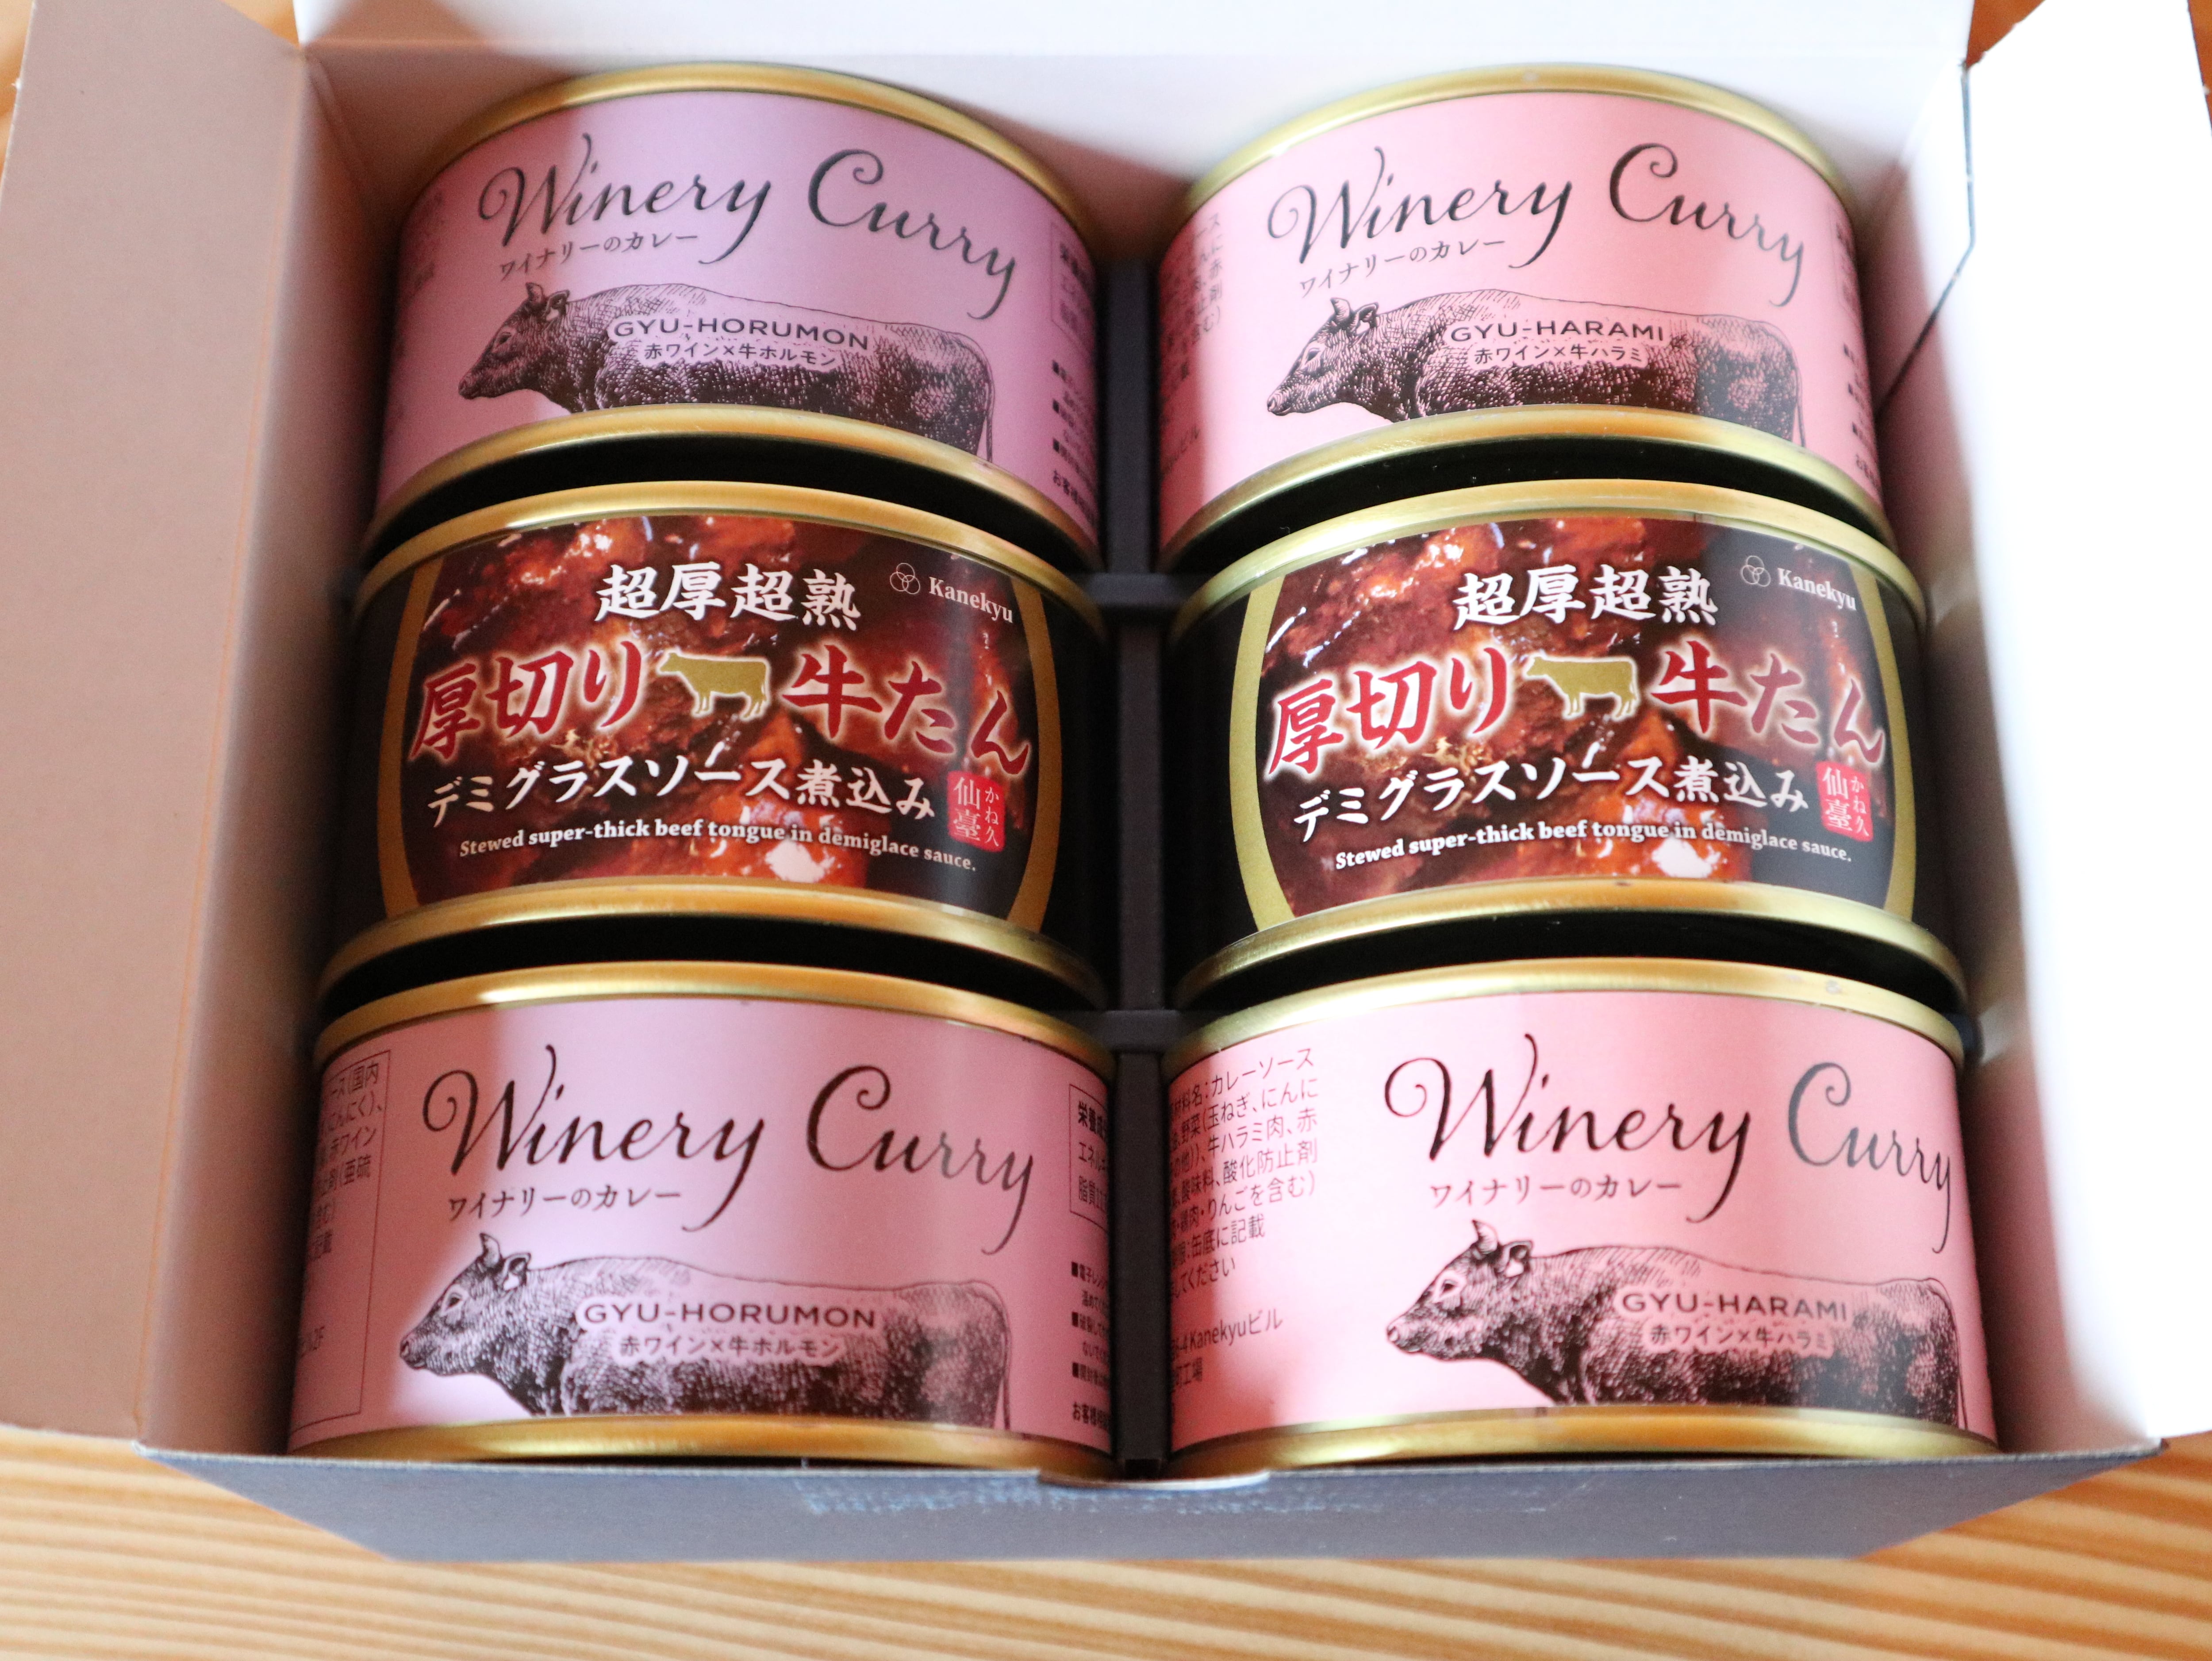 Winery Curry
ワイナリーのカレー
GYU-HORUMON
赤ワイン×牛ホルモン
Winery Curry
ワイナリーのカレー
GYU-HARAMI
赤ワイン×牛ハラミ
超厚超熟
Kanekyu
厚切り 牛たん
デミグラスソース煮込み
仙臺
かね久
Stewed super-thick beef tongue in demiglace sauce.
超厚超熟
Kanekyu
厚切り 牛たん
デミグラスソース煮込み
仙臺
かね久
Stewed super-thick beef tongue in demiglace sauce.
Winery Curry
ワイナリーのカレー
GYU-HORUMON
赤ワイン×牛ホルモン
Winery Curry
ワイナリーのカレー
GYU-HARAMI
赤ワイン×牛ハラミ
材料名:カレーソース
野菜(玉ねぎ、にんに
の他))、牛ハラミ肉、赤
酸味料、酸化防止剤
肉・りんごを含む)
:缶底に記載
してください
-4 Kanekyuビル
工場